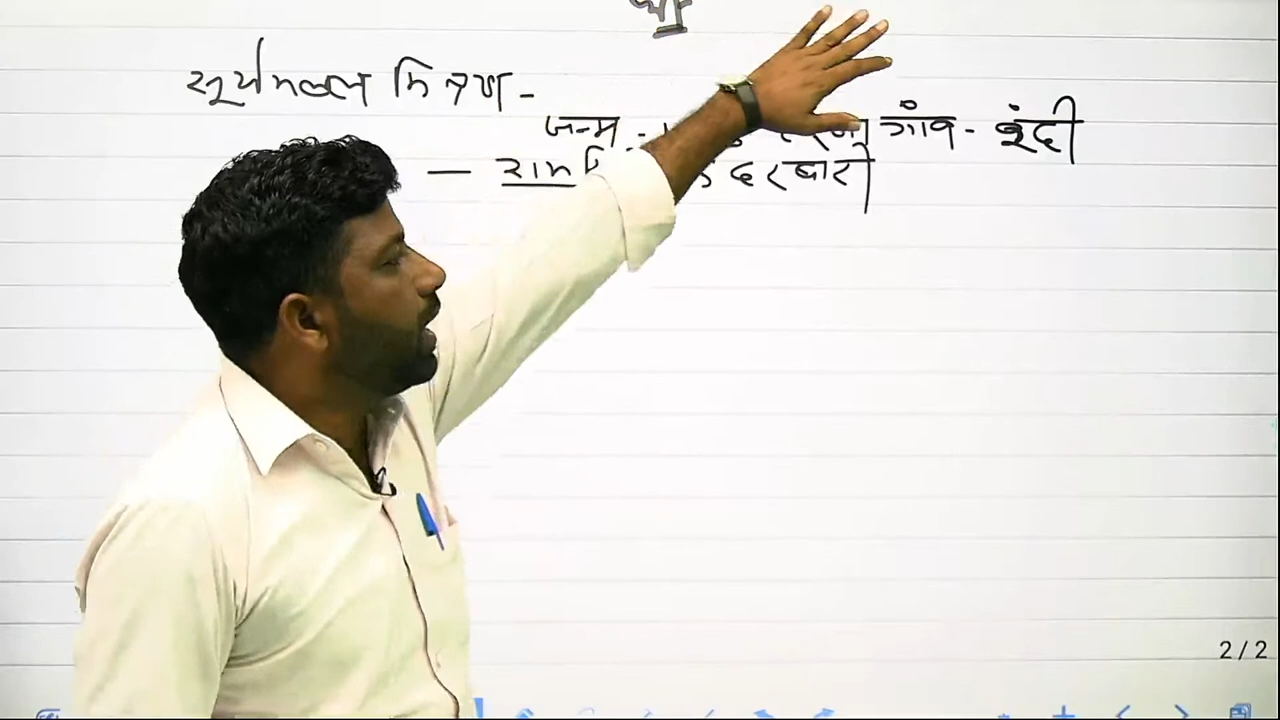 सूर्यमल्ल मिश्रण -
जन्म - गाँव - बूंदी
— राम दरबारी
2 / 2